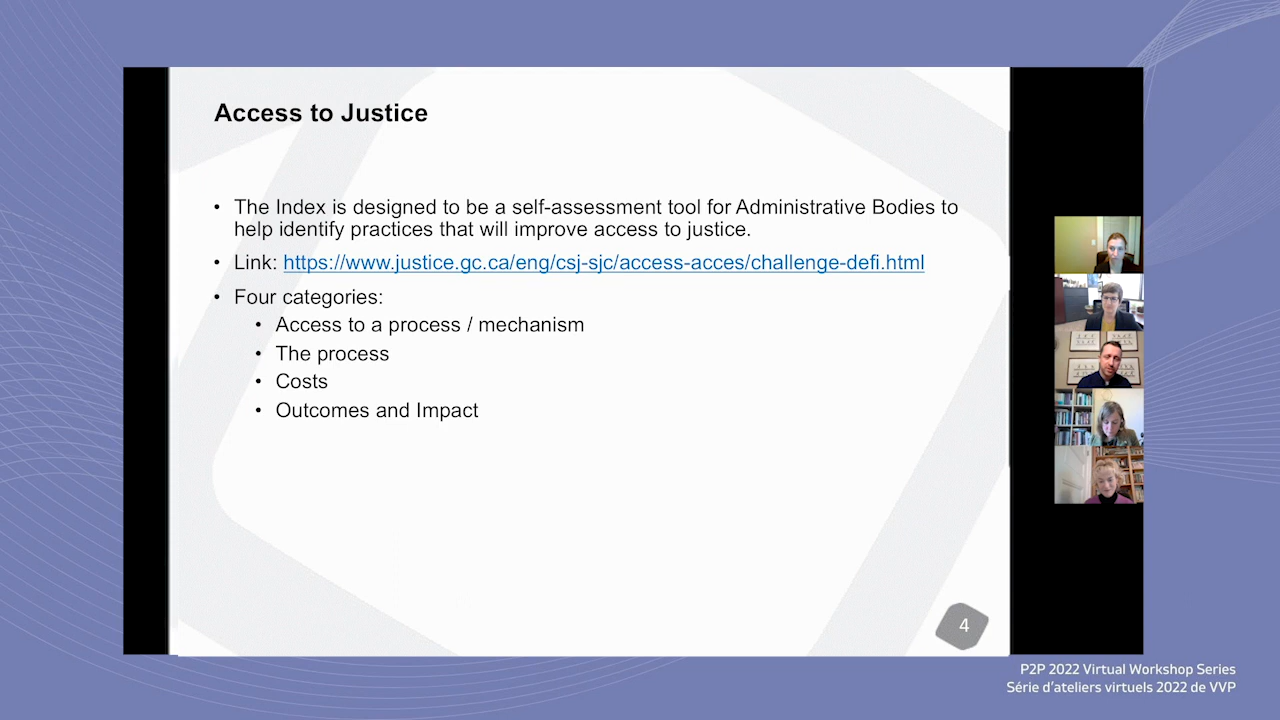 Access to Justice
• The Index is designed to be a self-assessment tool for Administrative Bodies to
help identify practices that will improve access to justice.
• Link: https://www.justice.gc.ca/eng/csj-sjc/access-acces/challenge-defi.html
• Four categories:
• Access to a process / mechanism
• The process
• Costs
• Outcomes and Impact
4
P2P 2022 Virtual Workshop Series
Série d'ateliers virtuels 2022 de VVP